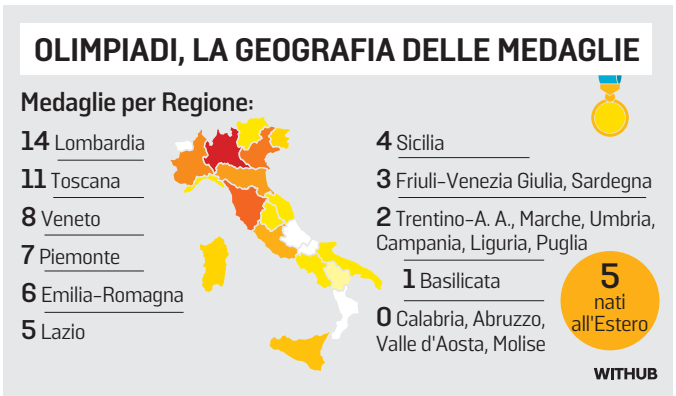 OLIMPIADI, LA GEOGRAFIA DELLE MEDAGLIE
Medaglie per Regione:
14 Lombardia
11 Toscana
8 Veneto
7 Piemonte
6 Emilia-Romagna
5 Lazio
4 Sicilia
3 Friuli-Venezia Giulia, Sardegna
2 Trentino-A. A., Marche, Umbria,
Campania, Liguria, Puglia
1 Basilicata
0 Calabria, Abruzzo,
Valle d'Aosta, Molise
5
nati
all'Estero
WITHUB